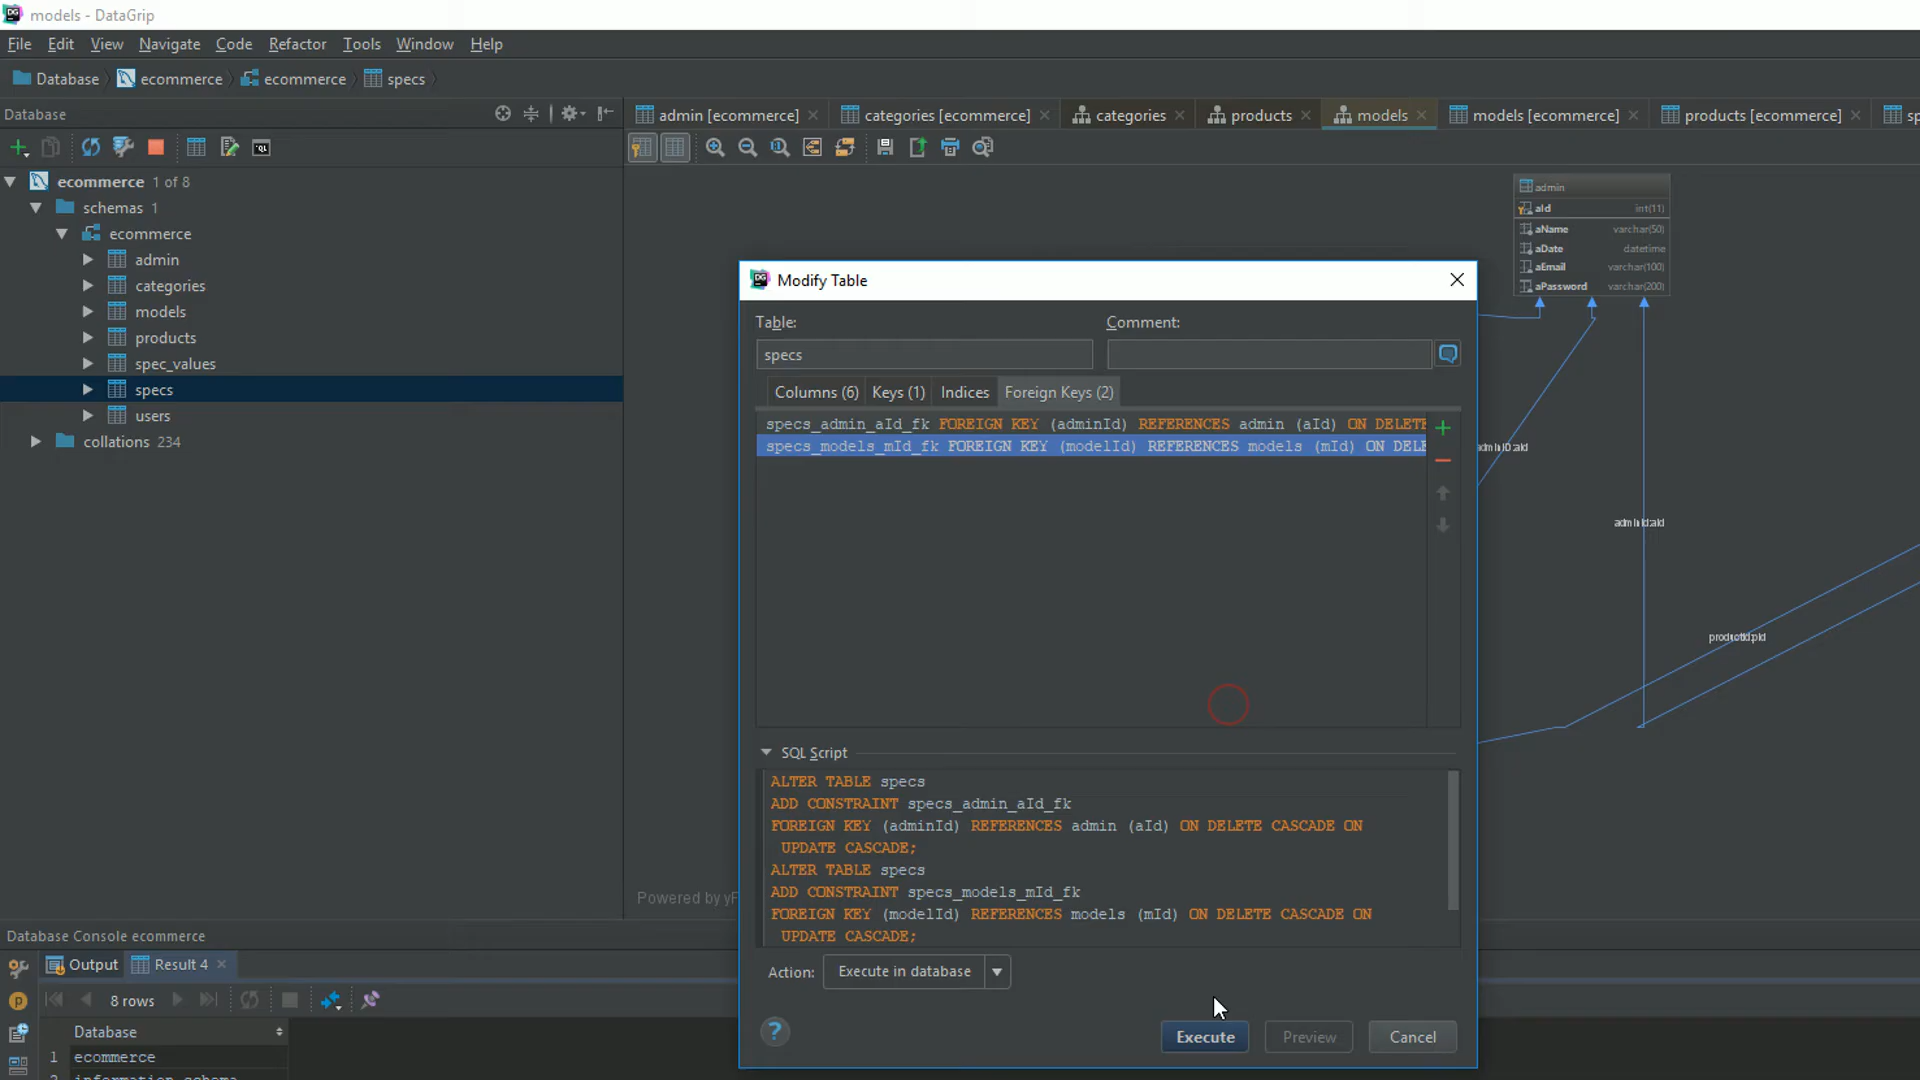 models - DataGrip
File Edit View Navigate Code Refactor Tools Window Help
Database ecommerce ecommerce specs
Database
admin [ecommerce] categories [ecommerce] categories products models models [ecommerce] products [ecommerce] sp
ecommerce 1 of 8
schemas 1
ecommerce
admin
categories
models
products
spec_values
specs
users
collations 234
admin
aId int(11)
aName varchar(50)
aDate datetime
aEmail varchar(100)
aPassword varchar(200)
productId:pId
Powered by yF
Modify Table
Table: Comment:
specs
Columns (6) Keys (1) Indices Foreign Keys (2)
specs_admin_aId_fk FOREIGN KEY (adminId) REFERENCES admin (aId) ON DELETE
specs_models_mId_fk FOREIGN KEY (modelId) REFERENCES models (mId) ON DELE
SQL Script
ALTER TABLE specs
ADD CONSTRAINT specs_admin_aId_fk
FOREIGN KEY (adminId) REFERENCES admin (aId) ON DELETE CASCADE ON
UPDATE CASCADE;
ALTER TABLE specs
ADD CONSTRAINT specs_models_mId_fk
FOREIGN KEY (modelId) REFERENCES models (mId) ON DELETE CASCADE ON
UPDATE CASCADE;
Action: Execute in database
? Execute Preview Cancel
Database Console ecommerce
Output Result 4
8 rows
Database
1 ecommerce
2 information_schema